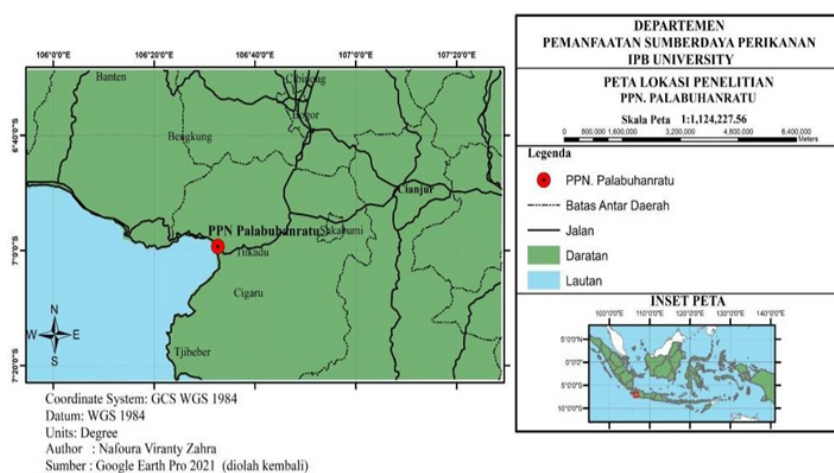 106°0'0"E 106°20'0"E 106°40'0"E 107°0'0"E 107°20'0"E
6°40'0"S
7°0'0"S
7°20'0"S
Banten
Cibinong
Bogor
Bengkung
Cianjur
PPN Palabuhanratu
Sukabumi
Tukadu
Cigaru
Tjibeber
N
W E
S
Coordinate System: GCS WGS 1984
Datum: WGS 1984
Units: Degree
Author : Nafoura Viranty Zahra
Sumber : Google Earth Pro 2021 (diolah kembali)
DEPARTEMEN
PEMANFAATAN SUMBERDAYA PERIKANAN
IPB UNIVERSITY
PETA LOKASI PENELITIAN
PPN. PALABUHANRATU
Skala Peta 1:1,124,227.56
0 800,000 1,600,000 3,200,000 4,800,000 6,400,000
Meters
Legenda
PPN. Palabuhanratu
Batas Antar Daerah
Jalan
Daratan
Lautan
INSET PETA
100°0'0"E 110°0'0"E 120°0'0"E 130°0'0"E 140°0'0"E
5°0'0"N
0°0'0"
5°0'0"S
10°0'0"S